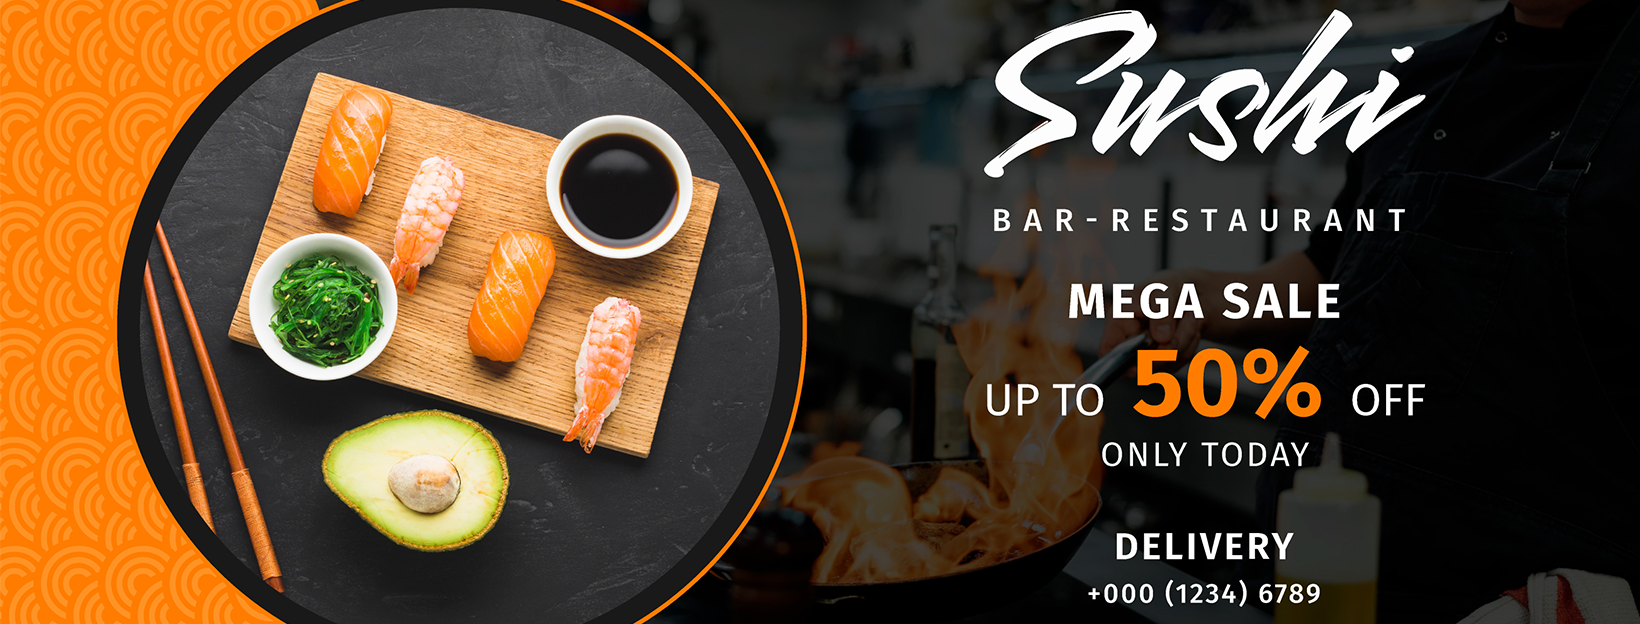 Sushi
BAR-RESTAURANT
MEGA SALE
UP TO 50% OFF
ONLY TODAY
DELIVERY
+000 (1234) 6789